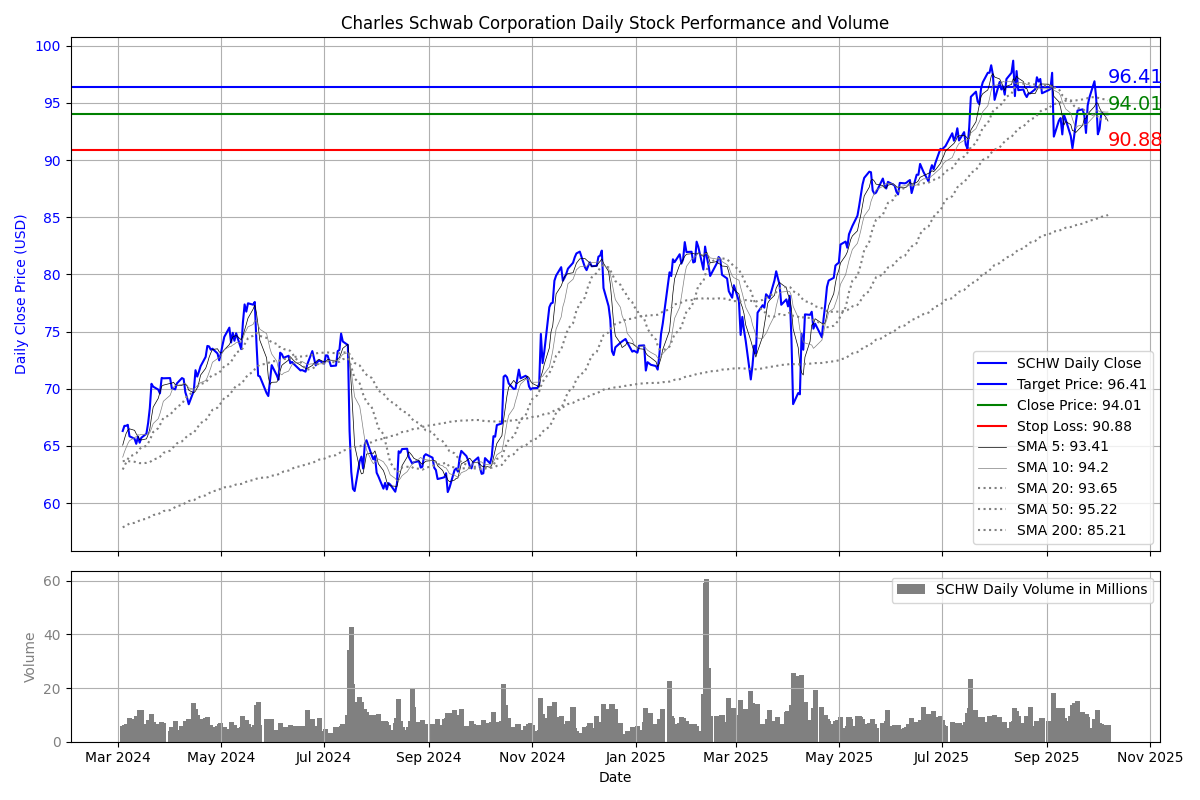 Charles Schwab Corporation Daily Stock Performance and Volume
Daily Close Price (USD)
100
95
90
85
80
75
70
65
60
96.41
94.01
90.88
SCHW Daily Close
Target Price: 96.41
Close Price: 94.01
Stop Loss: 90.88
SMA 5: 93.41
SMA 10: 94.2
SMA 20: 93.65
SMA 50: 95.22
SMA 200: 85.21
Volume
60
40
20
0
SCHW Daily Volume in Millions
Mar 2024
May 2024
Jul 2024
Sep 2024
Nov 2024
Jan 2025
Mar 2025
May 2025
Jul 2025
Sep 2025
Nov 2025
Date